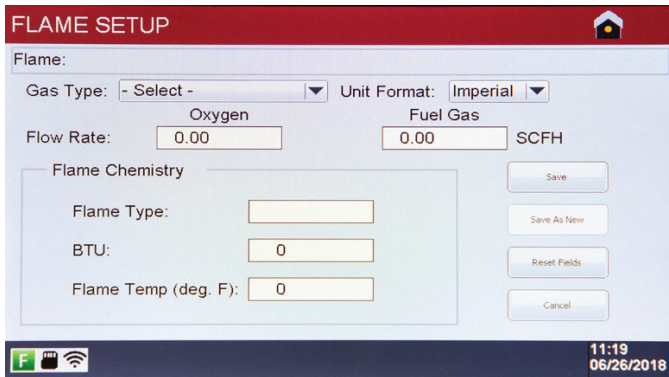 FLAME SETUP
Flame:
Gas Type: - Select - Unit Format: Imperial
Oxygen Fuel Gas
Flow Rate: 0.00 0.00 SCFH
Flame Chemistry
Save
Flame Type:
Save As New
BTU: 0
Reset Fields
Flame Temp (deg. F): 0
Cancel
F
11:19
06/26/2018